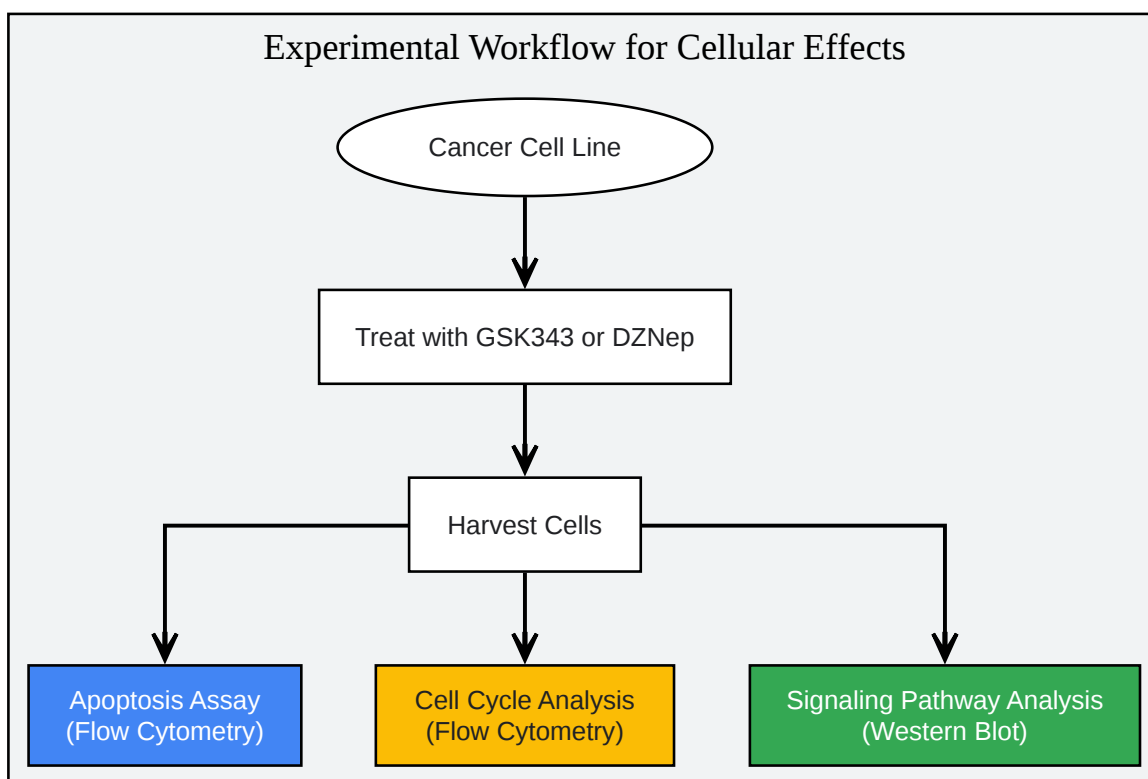 Experimental Workflow for Cellular Effects
Cancer Cell Line
Treat with GSK343 or DZNep
Harvest Cells
Apoptosis Assay
(Flow Cytometry)
Cell Cycle Analysis
(Flow Cytometry)
Signaling Pathway Analysis
(Western Blot)